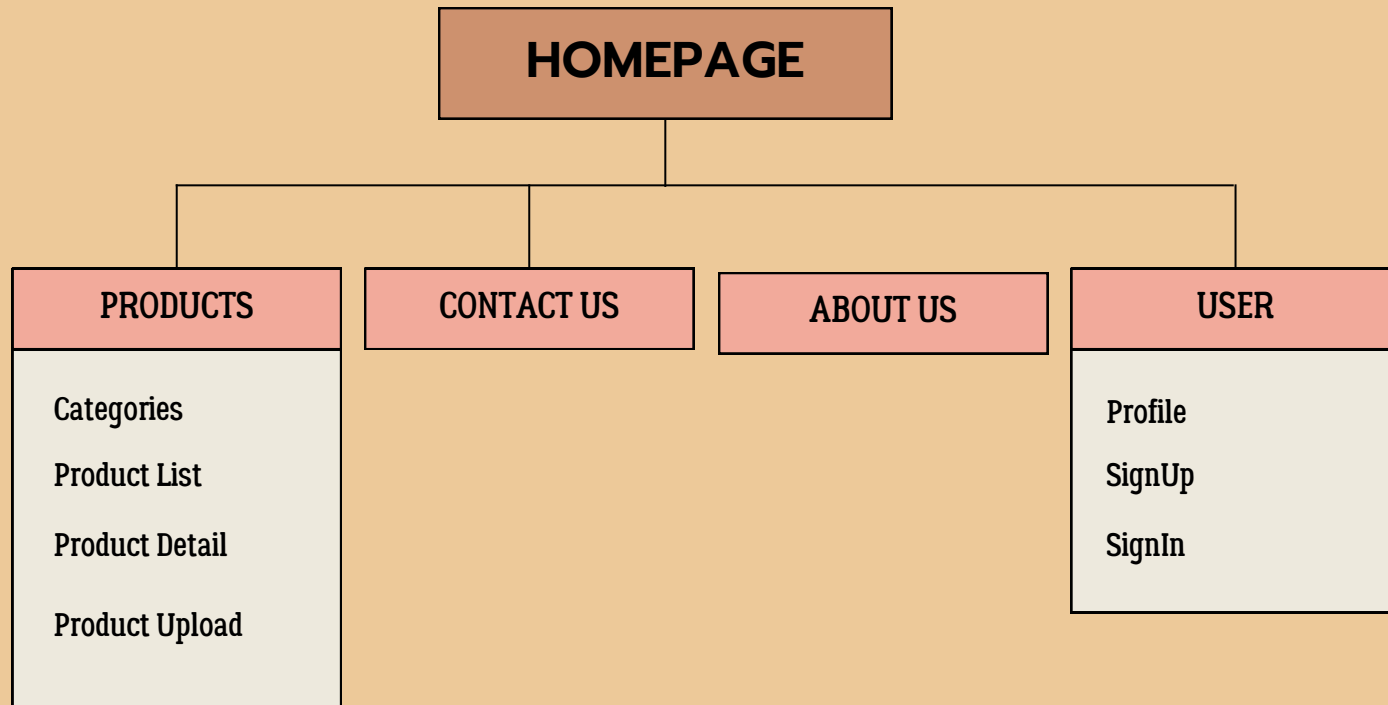 HOMEPAGE
PRODUCTS
Categories
Product List
Product Detail
Product Upload
CONTACT US
ABOUT US
USER
Profile
SignUp
SignIn